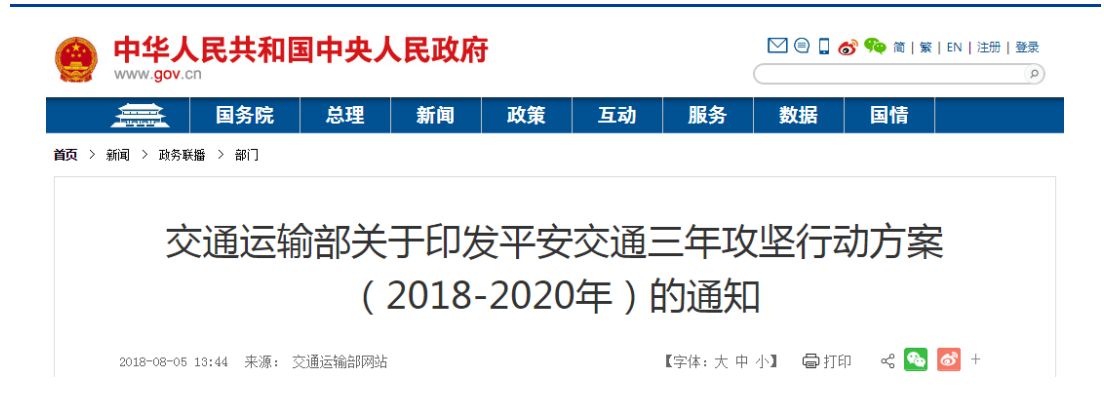 中华人民共和国中央人民政府
www.gov.cn
简 | 繁 | EN | 注册 | 登录
国务院 总理 新闻 政策 互动 服务 数据 国情
首页 > 新闻 > 政务联播 > 部门
交通运输部关于印发平安交通三年攻坚行动方案
（2018-2020年）的通知
2018-08-05 13:44 来源： 交通运输部网站 【字体：大 中 小】 打印